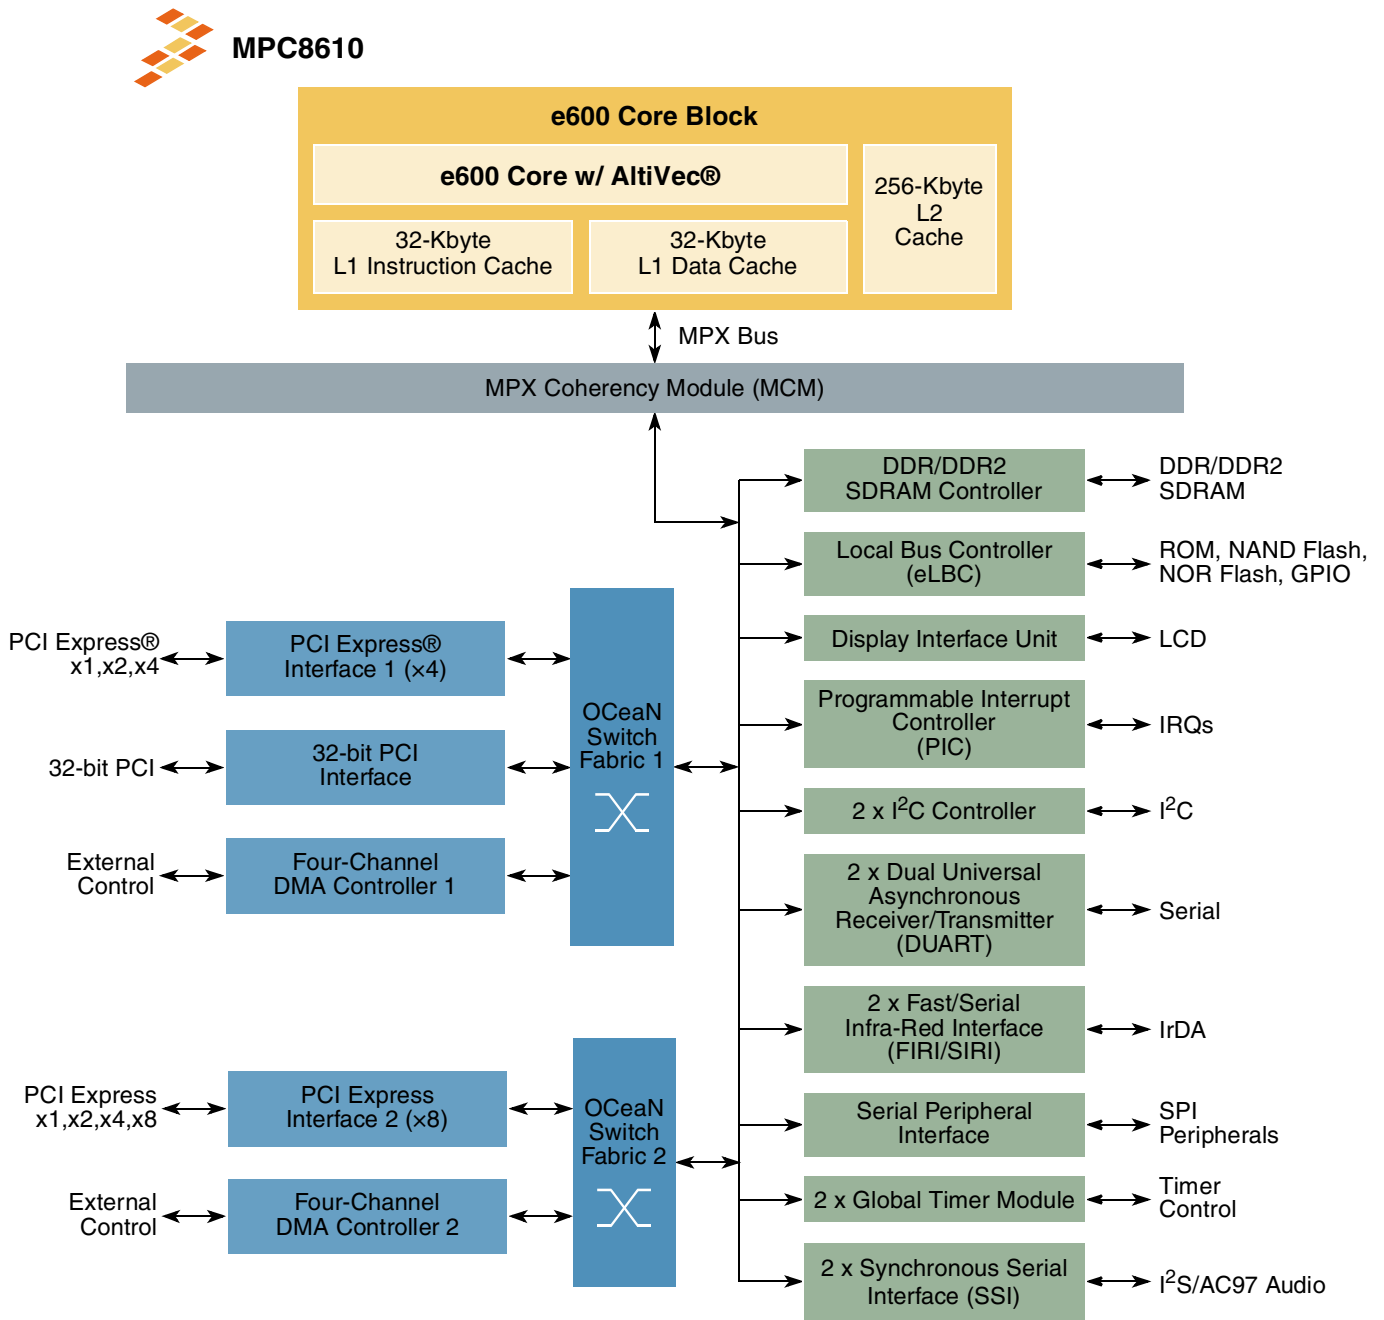 MPC8610
e600 Core Block
e600 Core w/ AltiVec®
256-Kbyte
L2
Cache
32-Kbyte
L1 Instruction Cache
32-Kbyte
L1 Data Cache
MPX Bus
MPX Coherency Module (MCM)
DDR/DDR2
SDRAM Controller
DDR/DDR2
SDRAM
Local Bus Controller
(eLBC)
ROM, NAND Flash,
NOR Flash, GPIO
Display Interface Unit
LCD
Programmable Interrupt
Controller
(PIC)
IRQs
2 x I²C Controller
I²C
2 x Dual Universal
Asynchronous
Receiver/Transmitter
(DUART)
Serial
2 x Fast/Serial
Infra-Red Interface
(FIRI/SIRI)
IrDA
Serial Peripheral
Interface
SPI
Peripherals
2 x Global Timer Module
Timer
Control
2 x Synchronous Serial
Interface (SSI)
I²S/AC97 Audio
PCI Express®
x1,x2,x4
PCI Express®
Interface 1 (×4)
32-bit PCI
32-bit PCI
Interface
External
Control
Four-Channel
DMA Controller 1
OCeaN
Switch
Fabric 1
PCI Express
x1,x2,x4,x8
PCI Express
Interface 2 (×8)
External
Control
Four-Channel
DMA Controller 2
OCeaN
Switch
Fabric 2